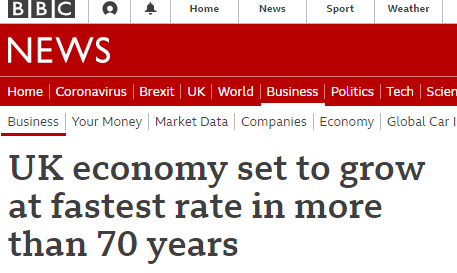 BBC Home News Sport Weather
NEWS
Home Coronavirus Brexit UK World Business Politics Tech
Business Your Money Market Data Companies Economy Global Car
UK economy set to grow
at fastest rate in more
than 70 years